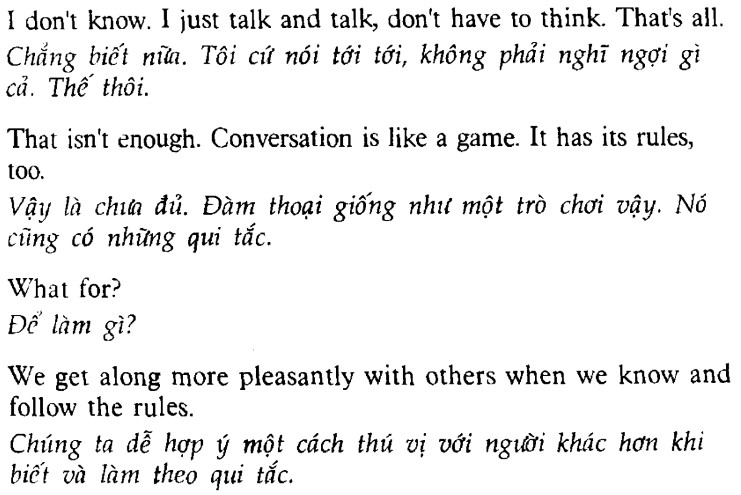 I don't know. I just talk and talk, don't have to think. That's all.
Chẳng biết nữa. Tôi cứ nói tới tới, không phải nghĩ ngợi gì
cả. Thế thôi.
That isn't enough. Conversation is like a game. It has its rules,
too.
Vậy là chưa đủ. Đàm thoại giống như một trò chơi vậy. Nó
cũng có những qui tắc.
What for?
Để làm gì?
We get along more pleasantly with others when we know and
follow the rules.
Chúng ta dễ hợp ý một cách thú vị với người khác hơn khi
biết và làm theo qui tắc.